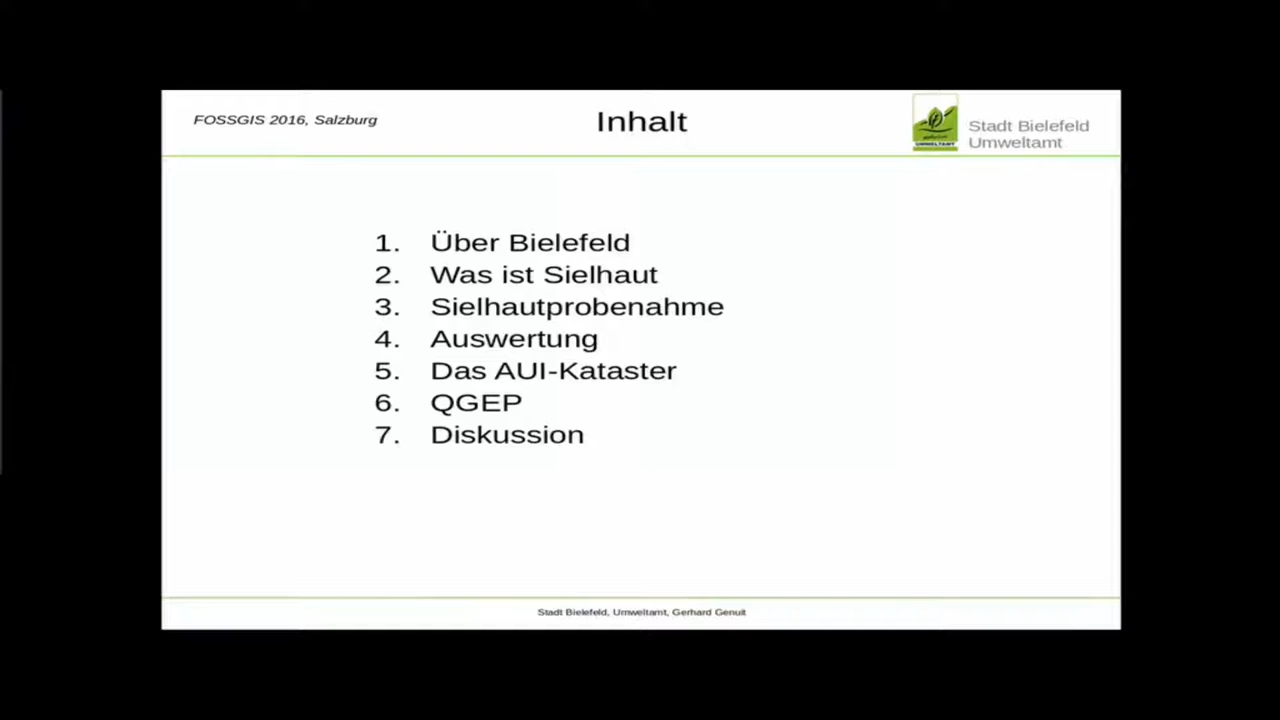 FOSSGIS 2016, Salzburg
Inhalt
UMWELTAMT
Stadt Bielefeld
Umweltamt
1. Über Bielefeld
2. Was ist Sielhaut
3. Sielhautprobenahme
4. Auswertung
5. Das AUI-Kataster
6. QGEP
7. Diskussion
Stadt Bielefeld, Umweltamt, Gerhard Genuit